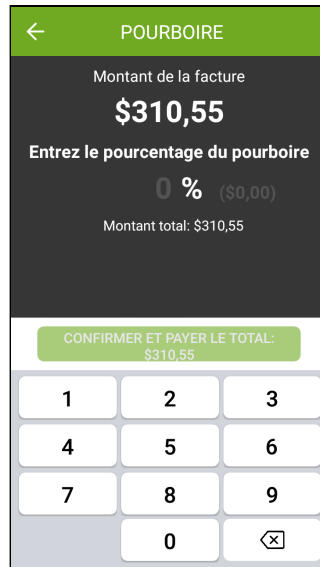 POURBOIRE
Montant de la facture
$310,55
Entrez le pourcentage du pourboire
0 % ($0,00)
Montant total: $310,55
CONFIRMER ET PAYER LE TOTAL:
$310,55
1 2 3
4 5 6
7 8 9
0